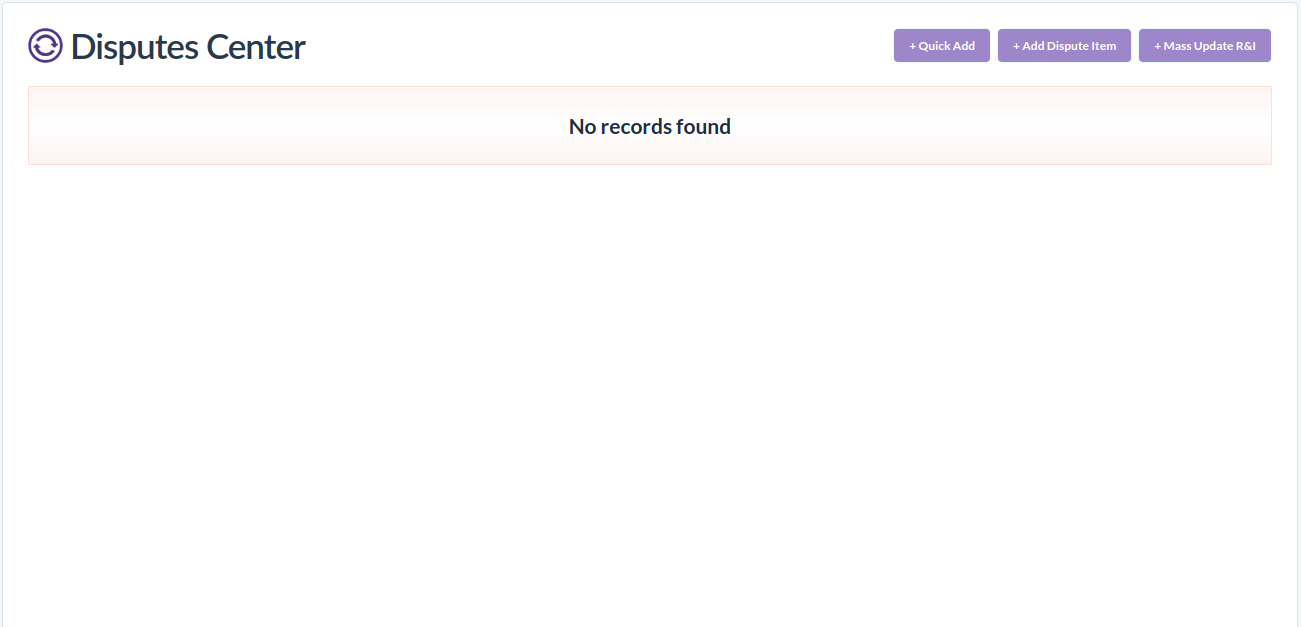 Disputes Center
+ Quick Add
+ Add Dispute Item
+ Mass Update R&I
No records found